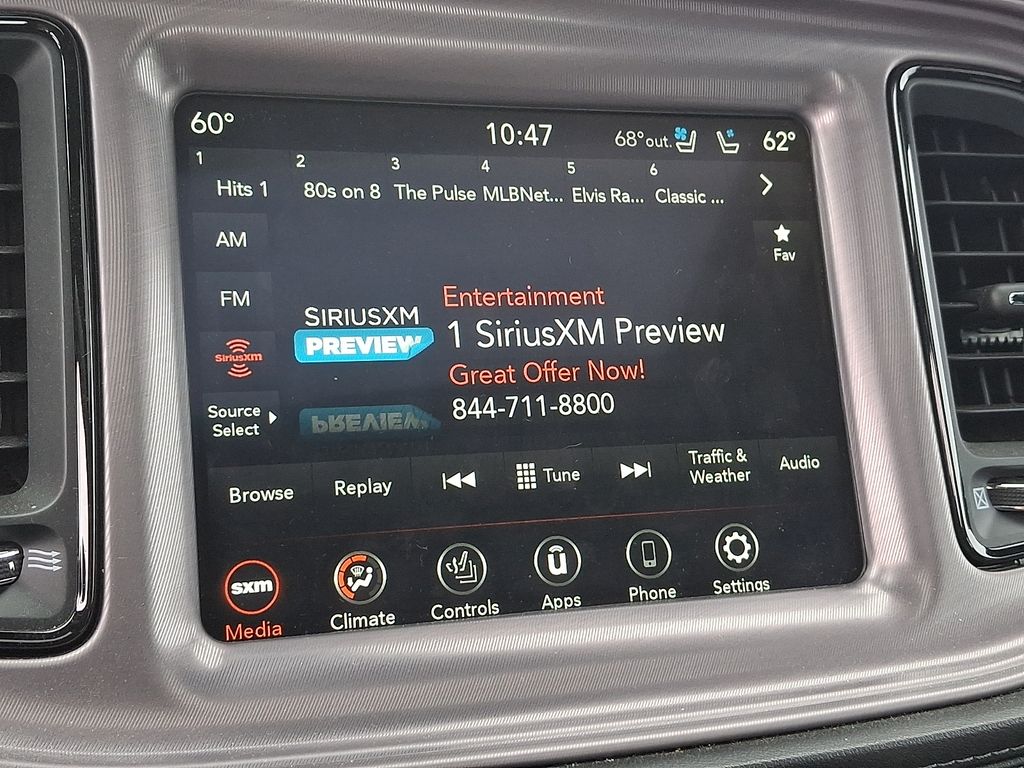 60° 10:47 68°out. 62°
1 2 3 4 5 6
Hits 1 80s on 8 The Pulse MLBNet... Elvis Ra... Classic ...
AM
Fav
FM
SIRIUSXM
PREVIEW
Entertainment
1 SiriusXM Preview
Great Offer Now!
844-711-8800
SiriusXm
Source
Select
Browse Replay Tune Traffic &
Weather Audio
sxm
Media Climate Controls Apps Phone Settings